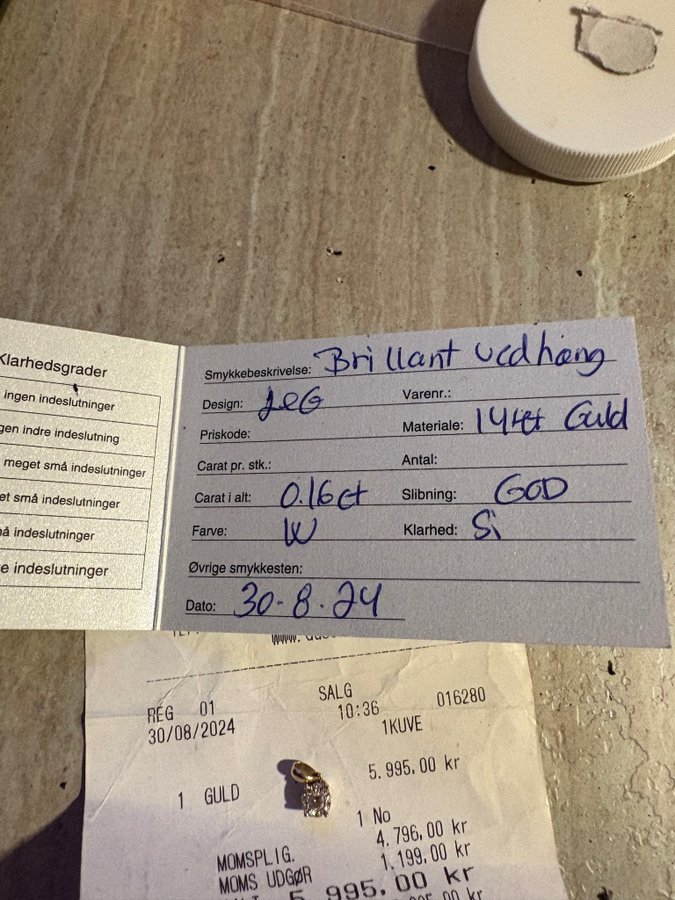 Klarhedsgrader
ingen indeslutninger
gen indre indeslutning
meget små indeslutninger
et små indeslutninger
å indeslutninger
e indeslutninger
Smykkebeskrivelse: Brillant vedhæng
Design: LeG Varenr.:
Priskode: Materiale: 14kt Guld
Carat pr. stk.: Antal:
Carat i alt: 0.16ct Slibning: GOD
Farve: W Klarhed: Si
Øvrige smykkesten:
Dato: 30-8-24
SALG
REG 01 10:36 016280
30/08/2024 1KUVE
5.995,00 kr
1 GULD
1 No
MOMSPLIG. 4.796,00 kr
MOMS UDGØR 1.199,00 kr
5.995,00 kr